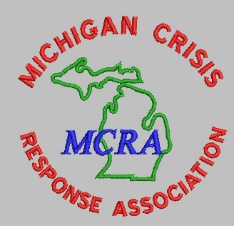 MICHIGAN CRISIS
MCRA
RESPONSE ASSOCIATION